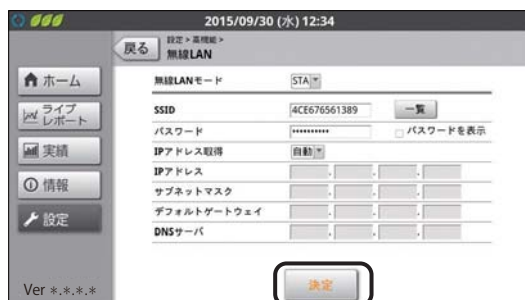 2015/09/30 (水) 12:34
戻る
設定 > 高機能 >
無線LAN
ホーム
ライブ
レポート
実績
情報
設定
Ver *.*.*.*
無線LANモード STA
SSID 4CE676561389 一覧
パスワード ********** パスワードを表示
IPアドレス取得 自動
IPアドレス . . .
サブネットマスク . . .
デフォルトゲートウェイ . . .
DNSサーバ . . .
決定